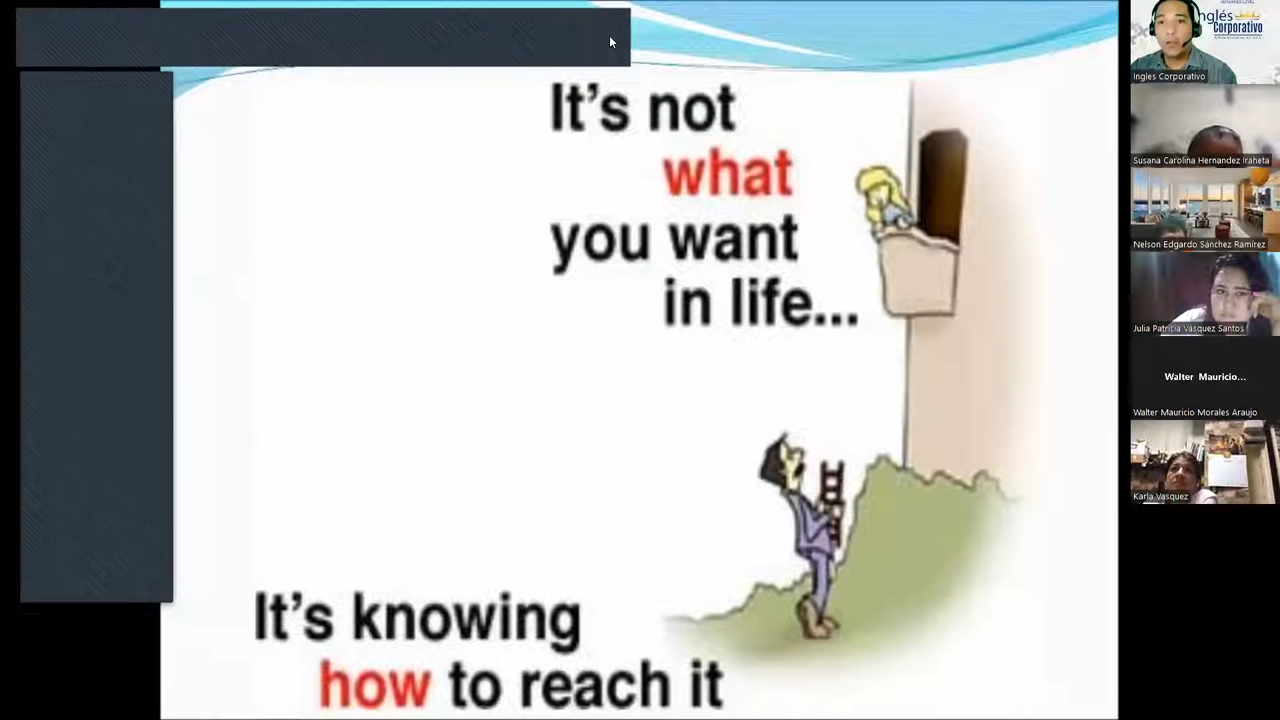 It's not
what
you want
in life...
It's knowing
how to reach it
Inglés
Corporativo
Ingles Corporativo
Susana Carolina Hernandez Iraheta
Nelson Edgardo Sánchez Ramírez
Julia Patricia Vásquez Santos
Walter Mauricio...
Walter Mauricio Morales Araujo
Karla Vasquez